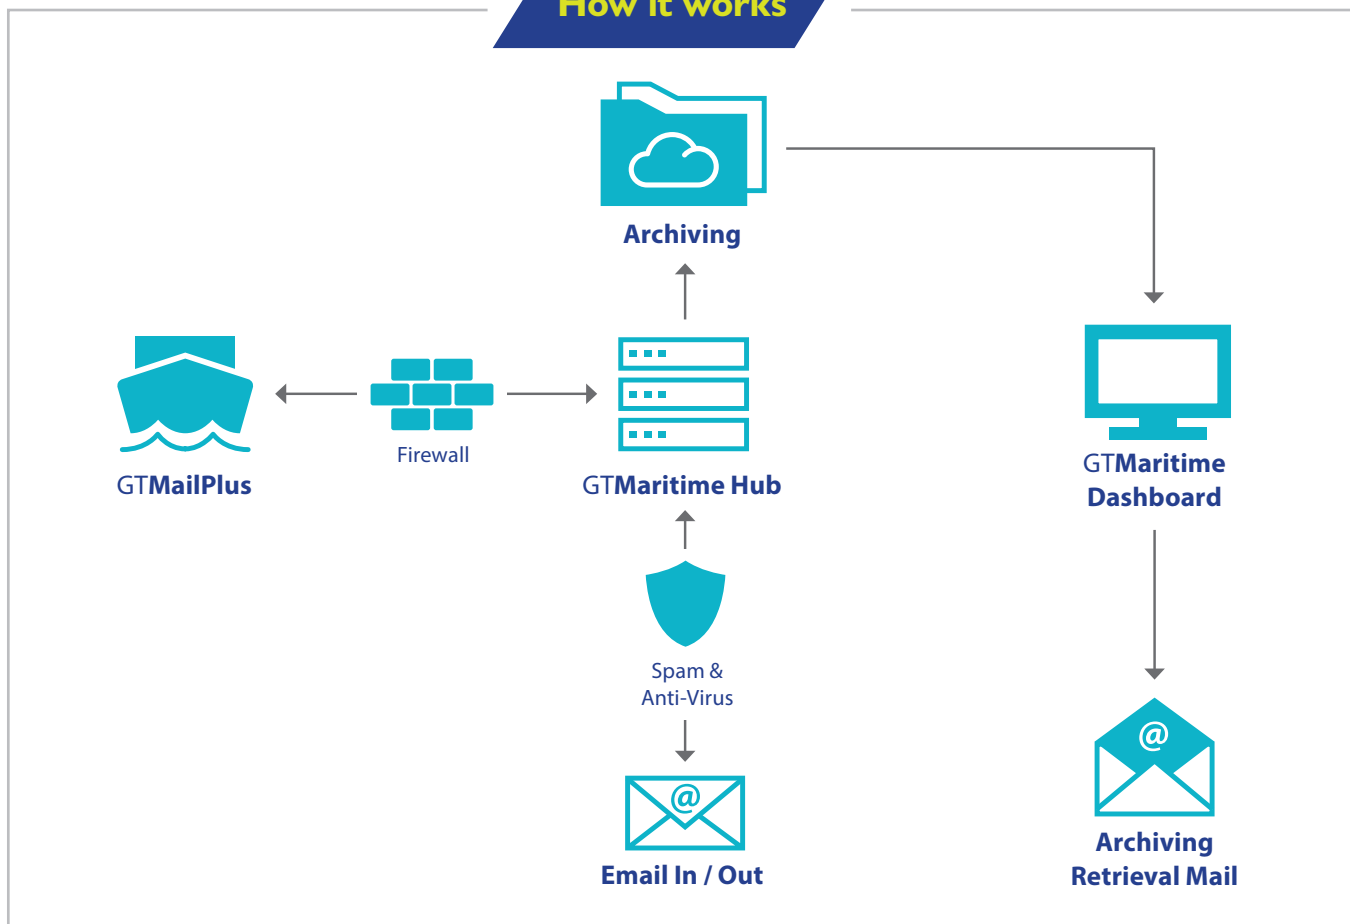 How it works
Archiving
Firewall
GTMailPlus
GTMaritime Hub
GTMaritime
Dashboard
Spam &
Anti-Virus
@
@
Email In / Out
Archiving
Retrieval Mail